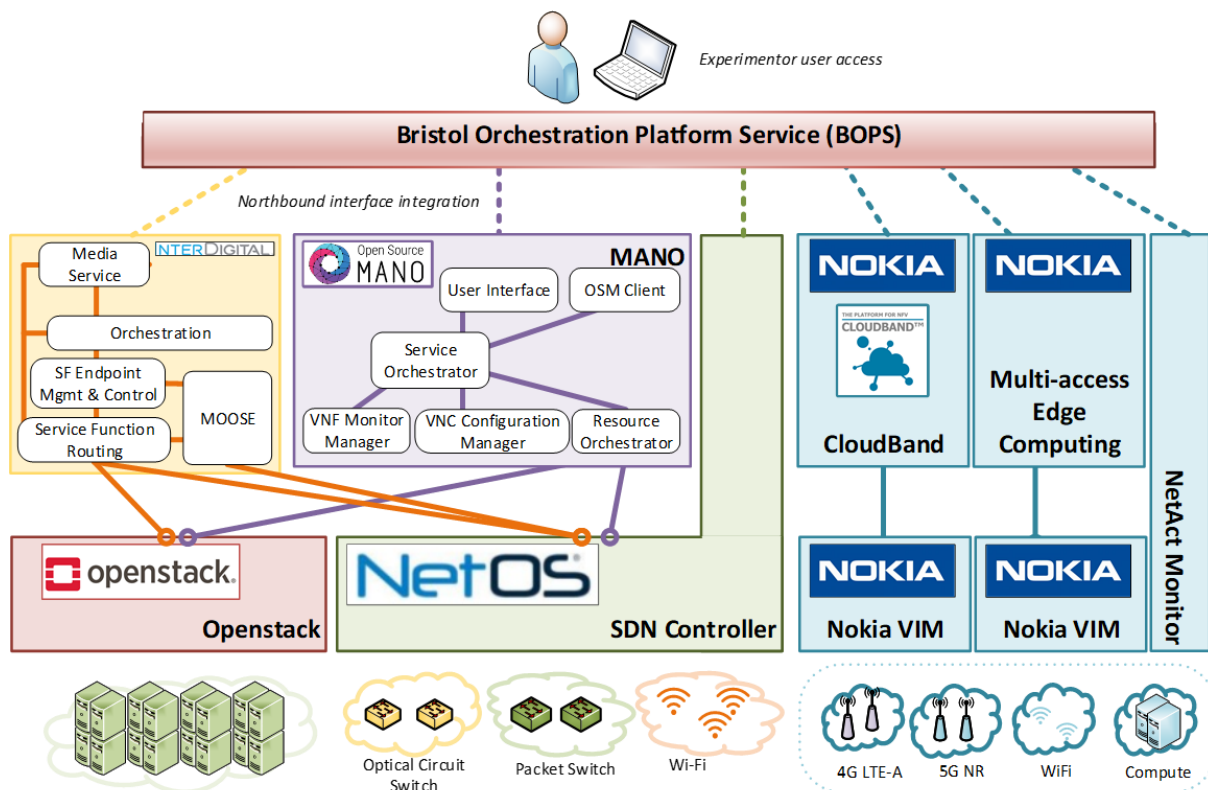 Experimentor user access
Bristol Orchestration Platform Service (BOPS)
Northbound interface integration
NTERDIGITAL
Media
Service
Orchestration
SF Endpoint
Mgmt & Control
MOOSE
Service Function
Routing
Open Source
MANO
MANO
User Interface
OSM Client
Service
Orchestrator
VNF Monitor
Manager
VNC Configuration
Manager
Resource
Orchestrator
NOKIA
THE PLATFORM FOR NFV
CLOUDBAND™
CloudBand
NOKIA
Multi-access
Edge
Computing
NetAct Monitor
openstack.
Openstack
NetOS®
SDN Controller
NOKIA
Nokia VIM
NOKIA
Nokia VIM
Optical Circuit
Switch
Packet Switch
Wi-Fi
4G LTE-A
5G NR
WiFi
Compute